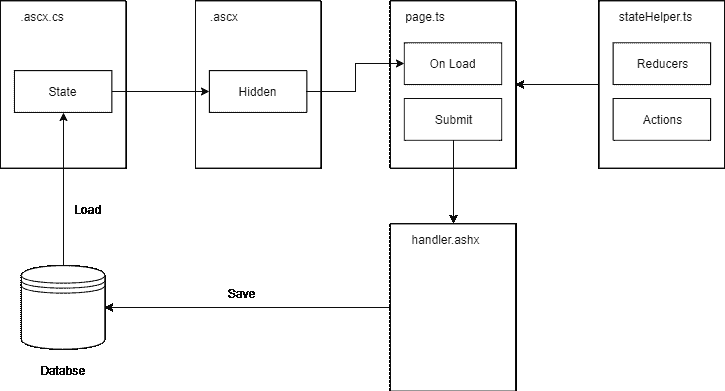 .ascx.cs
.ascx
page.ts
stateHelper.ts
State
Hidden
On Load
Submit
Reducers
Actions
Load
handler.ashx
Save
Databse